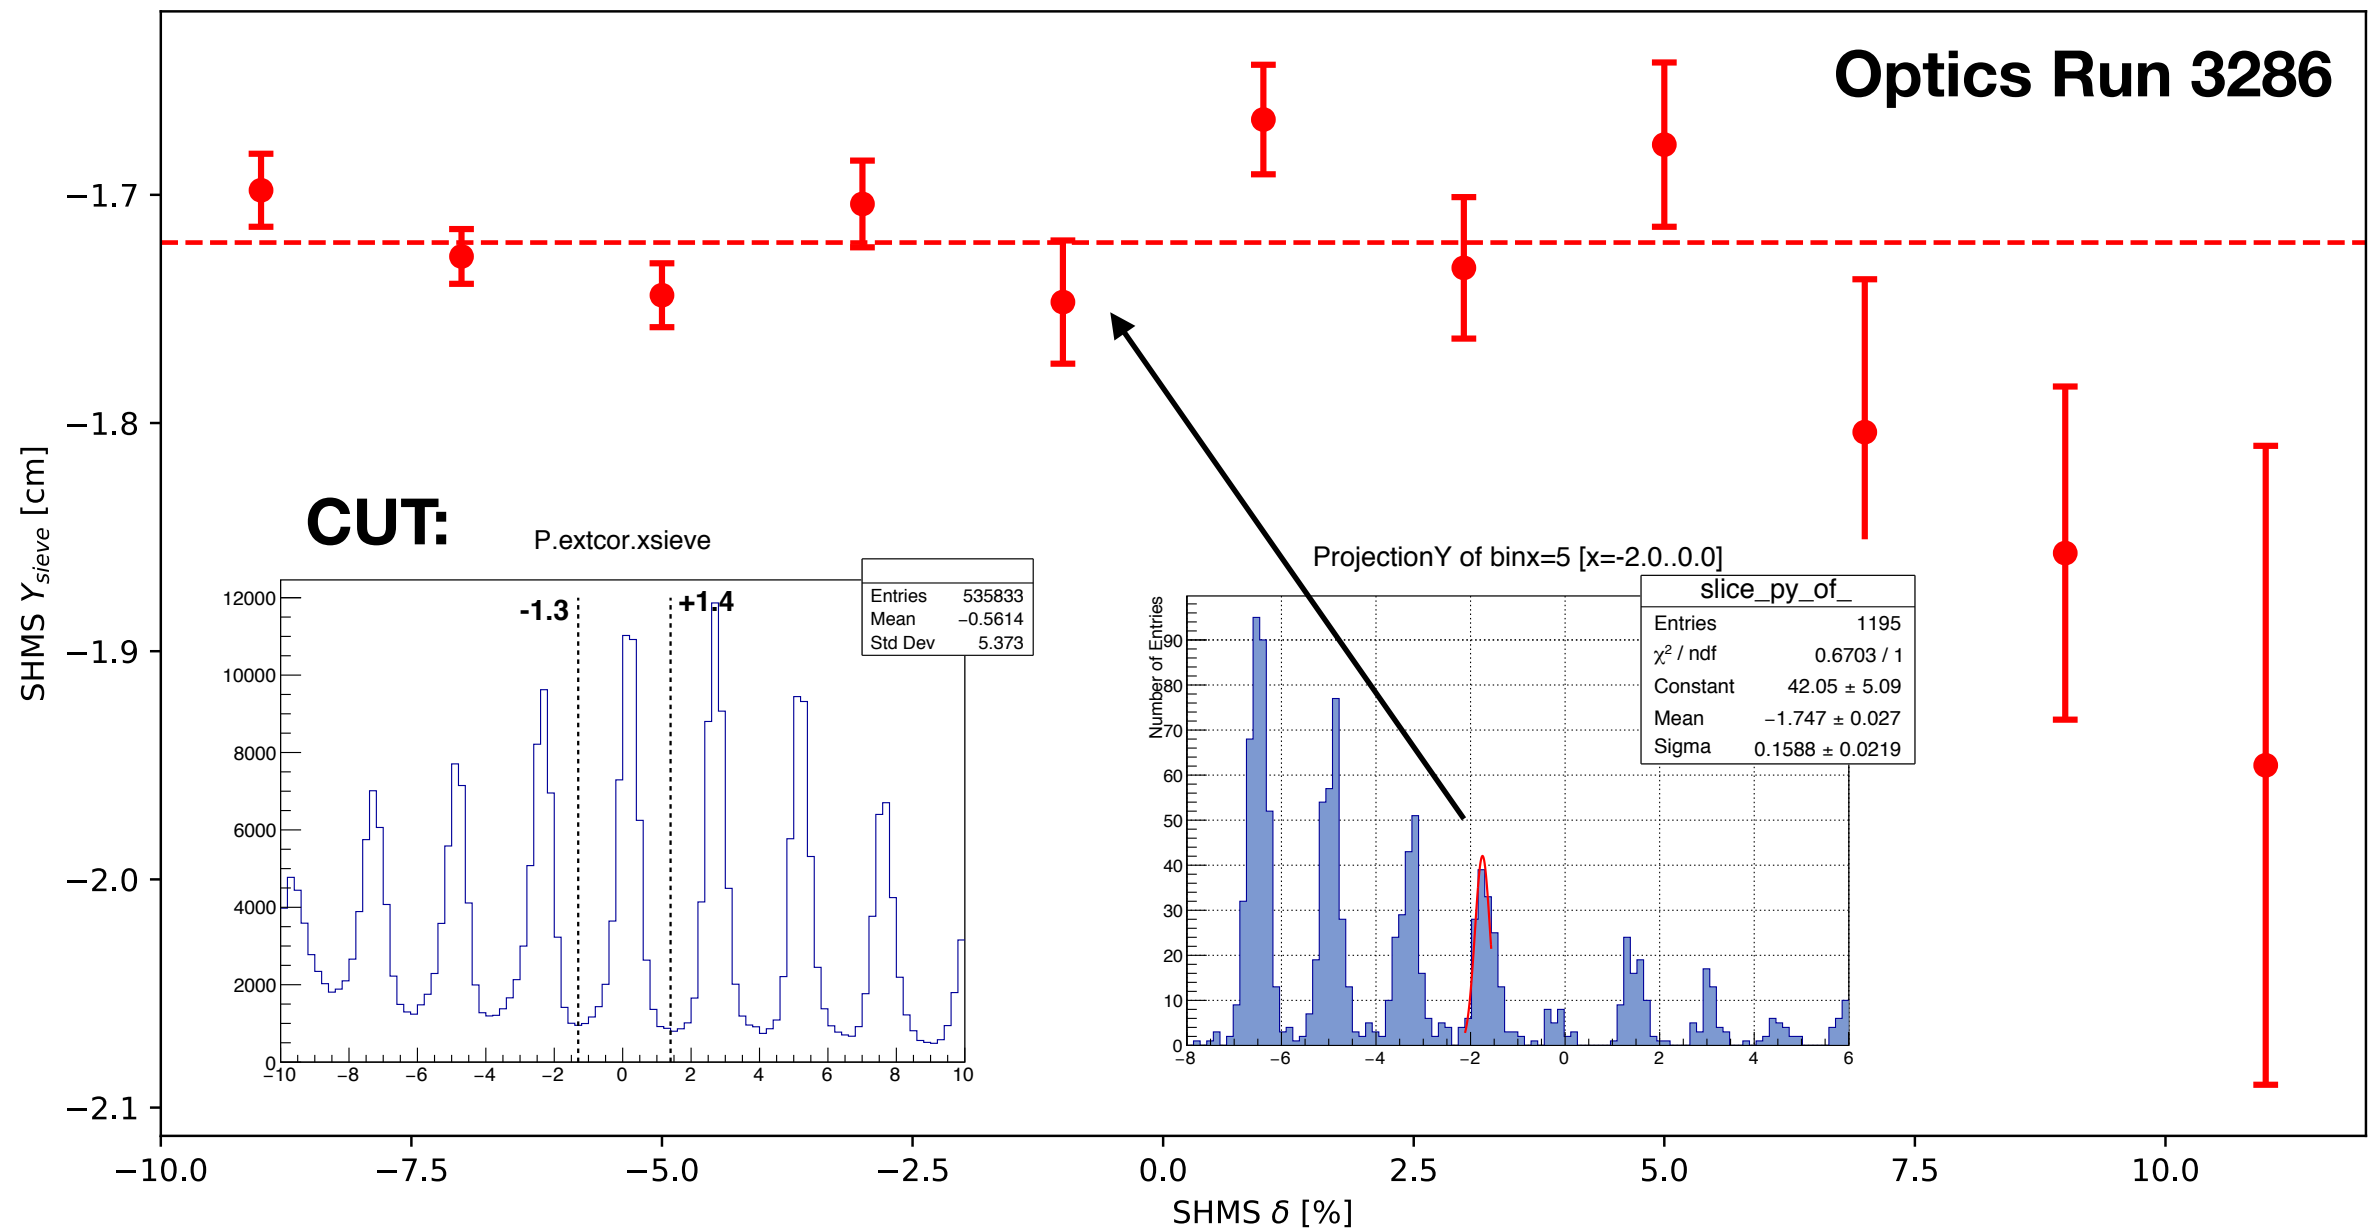 Optics Run 3286
−1.7
−1.8
−1.9
−2.0
−2.1
SHMS Y_sieve [cm]
CUT:
P.extcor.xsieve
-1.3
+1.4
Entries 535833
Mean −0.5614
Std Dev 5.373
12000
10000
8000
6000
4000
2000
0
−10 −8 −6 −4 −2 0 2 4 6 8 10
ProjectionY of binx=5 [x=-2.0..0.0]
slice_py_of_
Entries 1195
χ² / ndf 0.6703 / 1
Constant 42.05 ± 5.09
Mean −1.747 ± 0.027
Sigma 0.1588 ± 0.0219
Number of Entries
90
80
70
60
50
40
30
20
10
0
−8 −6 −4 −2 0 2 4 6
−10.0 −7.5 −5.0 −2.5 0.0 2.5 5.0 7.5 10.0
SHMS δ [%]